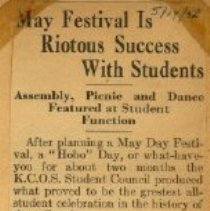 May Festival Is
Riotous Success
With Students
Assembly, Picnic and Dance
Featured at Student
Function
After planning a May Day Festi-
val, a "Hobo" Day, or what-have-
you for about two months the
K.C.O.S. Student Council produced
what proved to be the greatest all-
student celebration in the history of